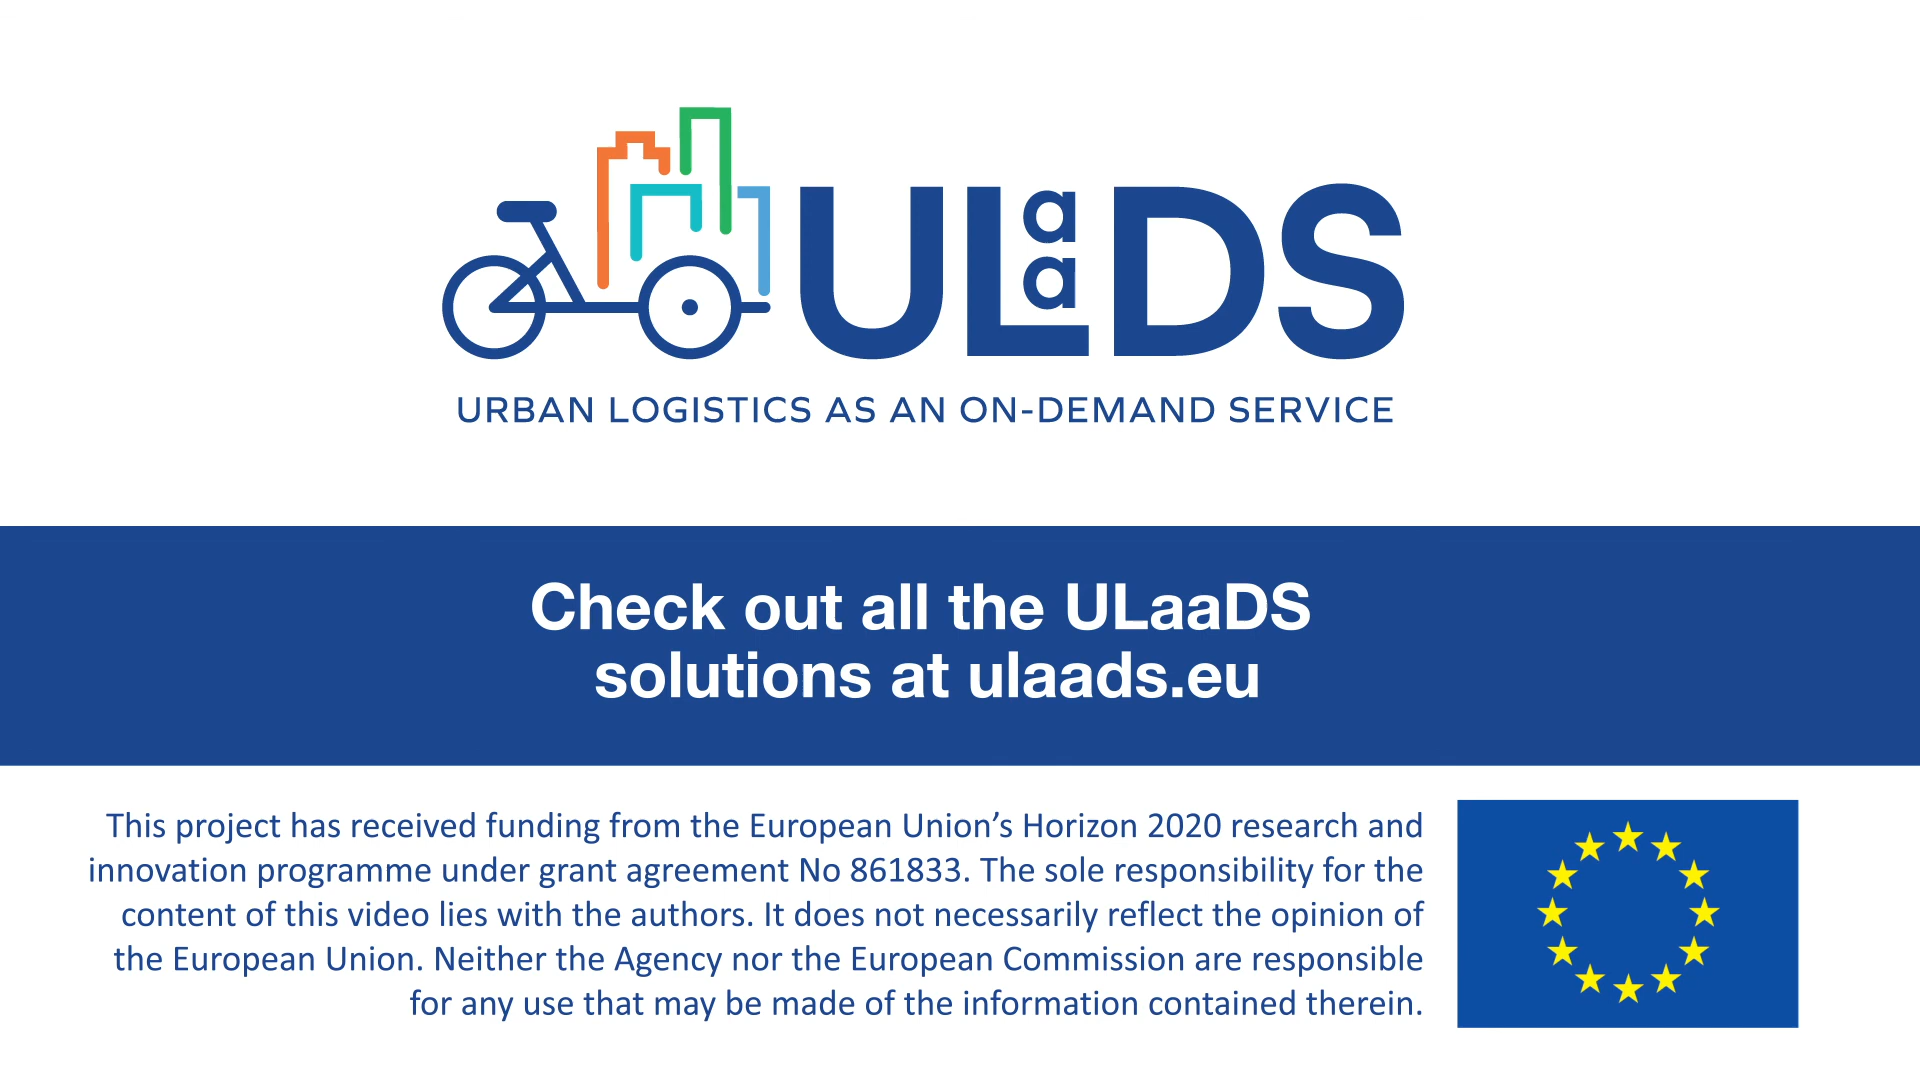 ULaaDS
URBAN LOGISTICS AS AN ON-DEMAND SERVICE
Check out all the ULaaDS
solutions at ulaads.eu
This project has received funding from the European Union’s Horizon 2020 research and
innovation programme under grant agreement No 861833. The sole responsibility for the
content of this video lies with the authors. It does not necessarily reflect the opinion of
the European Union. Neither the Agency nor the European Commission are responsible
for any use that may be made of the information contained therein.